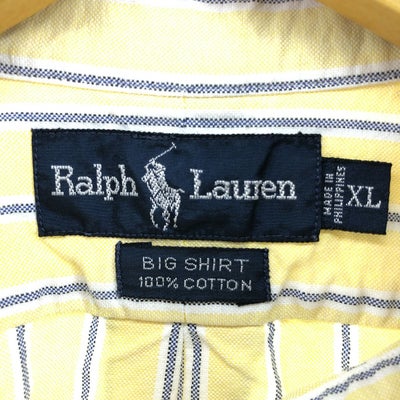 Ralph Lauren
MADE IN
PHILIPPINES
XL
BIG SHIRT
100% COTTON